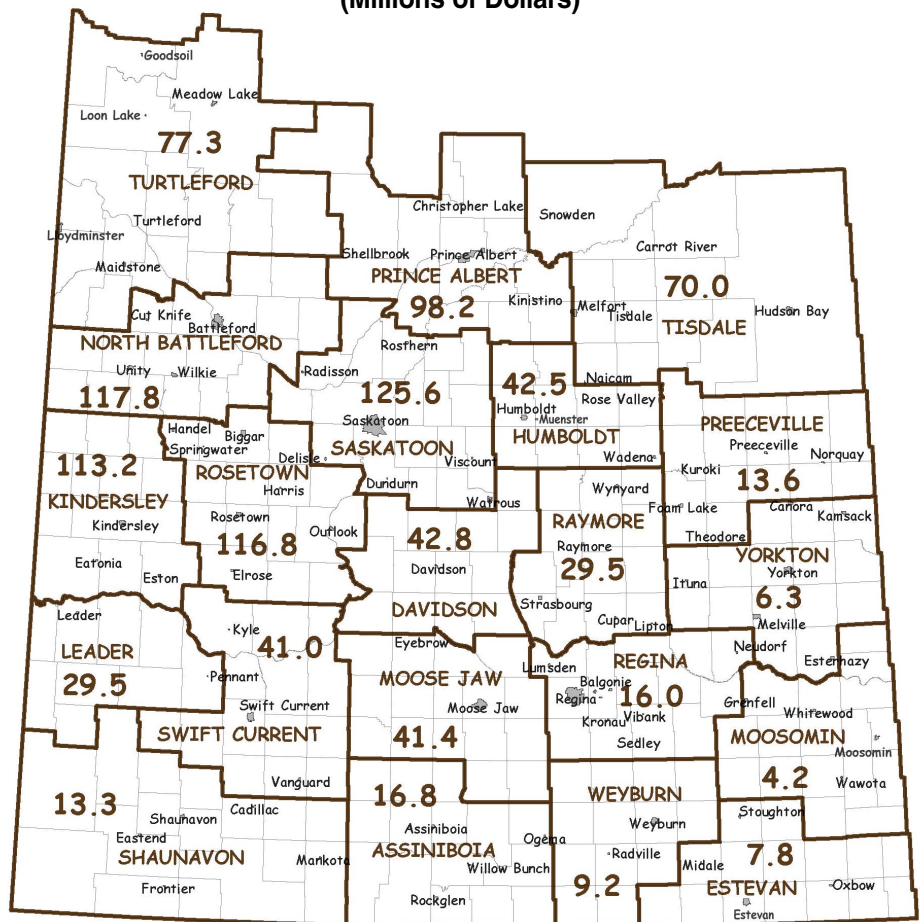 (Millions of Dollars)
Goodsoil
Meadow Lake
Loon Lake
77.3
TURTLEFORD
Turtleford
Lloydminster
Maidstone
Christopher Lake
Snowden
Shellbrook
Prince Albert
PRINCE ALBERT
98.2
Kinistino
Carrot River
70.0
Melfort
Tisdale
Hudson Bay
TISDALE
Cut Knife
Battleford
NORTH BATTLEFORD
Unity
Wilkie
117.8
Rosthern
Radisson
125.6
Saskatoon
SASKATOON
Delisle
Viscount
Dundurn
Watrous
42.5
Naicam
Rose Valley
Humboldt
Muenster
HUMBOLDT
Wadena
PREECEVILLE
Preeceville
Norquay
Kuroki
13.6
113.2
KINDERSLEY
Kindersley
Eatonia
Eston
Handel
Biggar
Springwater
ROSETOWN
Harris
Rosetown
Outlook
116.8
Elrose
42.8
Davidson
DAVIDSON
Wynyard
Foam Lake
RAYMORE
Raymore
29.5
Strasbourg
Cupar
Lipton
Canora
Kamsack
Theodore
YORKTON
Yorkton
Ituna
6.3
Melville
Neudorf
Esterhazy
Leader
LEADER
29.5
Kyle
41.0
Pennant
Swift Current
SWIFT CURRENT
Vanguard
Eyebrow
MOOSE JAW
Moose Jaw
41.4
Lumsden
REGINA
Balgonie
Regina
16.0
Kronau
Vibank
Sedley
Grenfell
Whitewood
MOOSOMIN
Moosomin
4.2
Wawota
13.3
Shaunavon
Cadillac
Eastend
SHAUNAVON
Mankota
Frontier
16.8
Assiniboia
ASSINIBOIA
Ogema
Willow Bunch
Rockglen
WEYBURN
Weyburn
Radville
9.2
Stoughton
Midale
7.8
ESTEVAN
Oxbow
Estevan